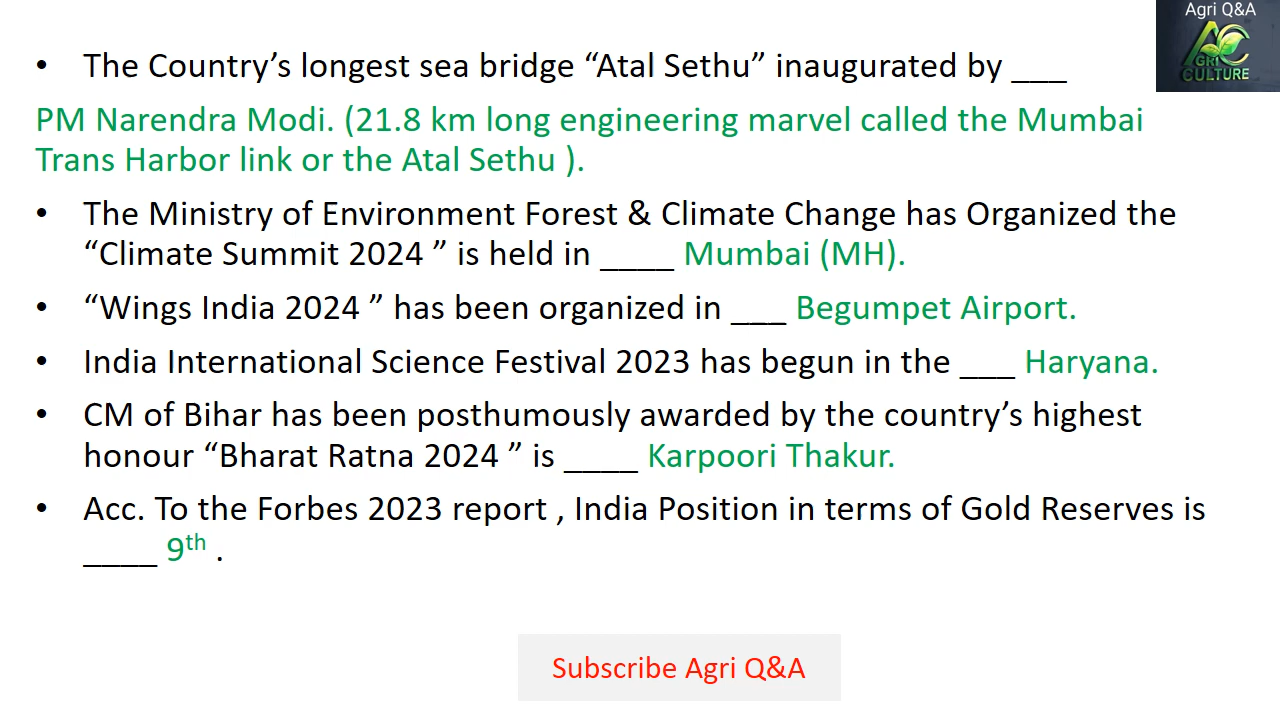 Agri Q&A
AGRI
CULTURE
• The Country’s longest sea bridge “Atal Sethu” inaugurated by ___
PM Narendra Modi. (21.8 km long engineering marvel called the Mumbai
Trans Harbor link or the Atal Sethu ).
• The Ministry of Environment Forest & Climate Change has Organized the
“Climate Summit 2024 ” is held in ____ Mumbai (MH).
• “Wings India 2024 ” has been organized in ___ Begumpet Airport.
• India International Science Festival 2023 has begun in the ___ Haryana.
• CM of Bihar has been posthumously awarded by the country’s highest
honour “Bharat Ratna 2024 ” is ____ Karpoori Thakur.
• Acc. To the Forbes 2023 report , India Position in terms of Gold Reserves is
____ 9th .
Subscribe Agri Q&A